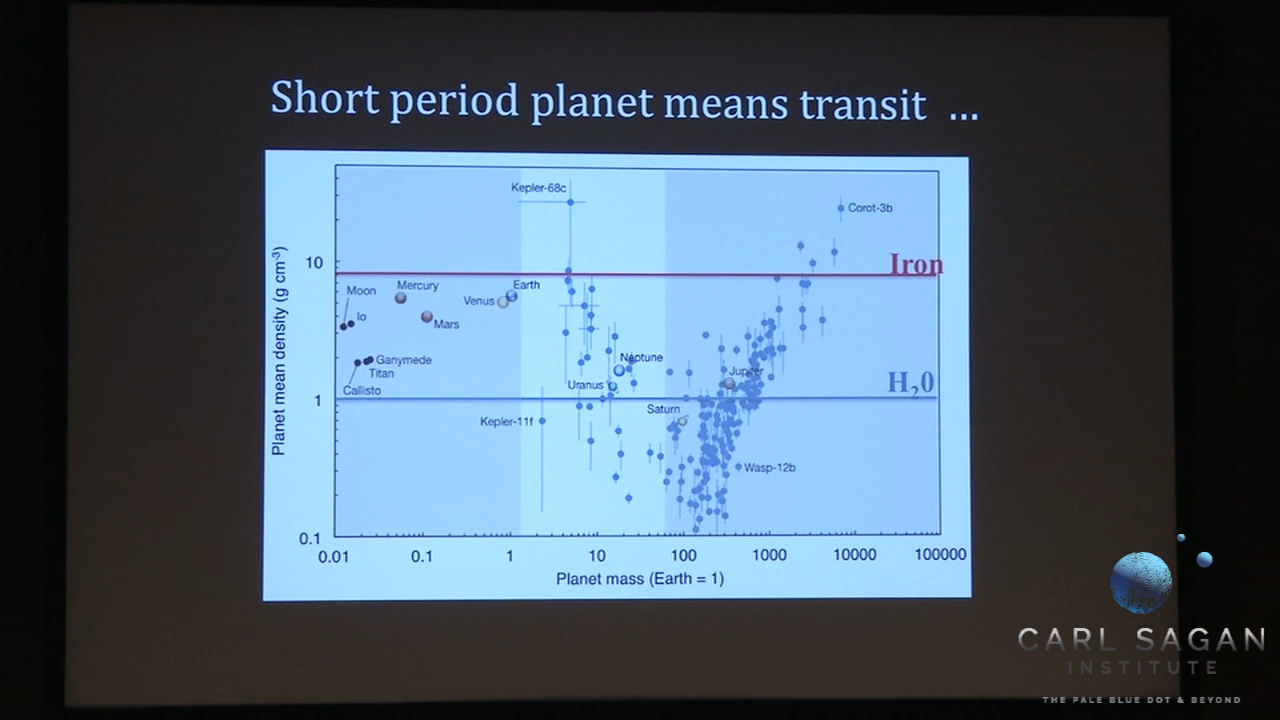 Short period planet means transit ...
Kepler-68c
Corot-3b
10
Iron
Mercury
Earth
Moon
Venus
Io
Mars
Ganymede
Neptune
Titan
Jupiter
Callisto
Uranus
H₂0
1
Saturn
Kepler-11f
Wasp-12b
0.1
Planet mean density (g cm⁻³)
0.01 0.1 1 10 100 1000 10000 100000
Planet mass (Earth = 1)
CARL SAGAN
INSTITUTE
THE PALE BLUE DOT & BEYOND